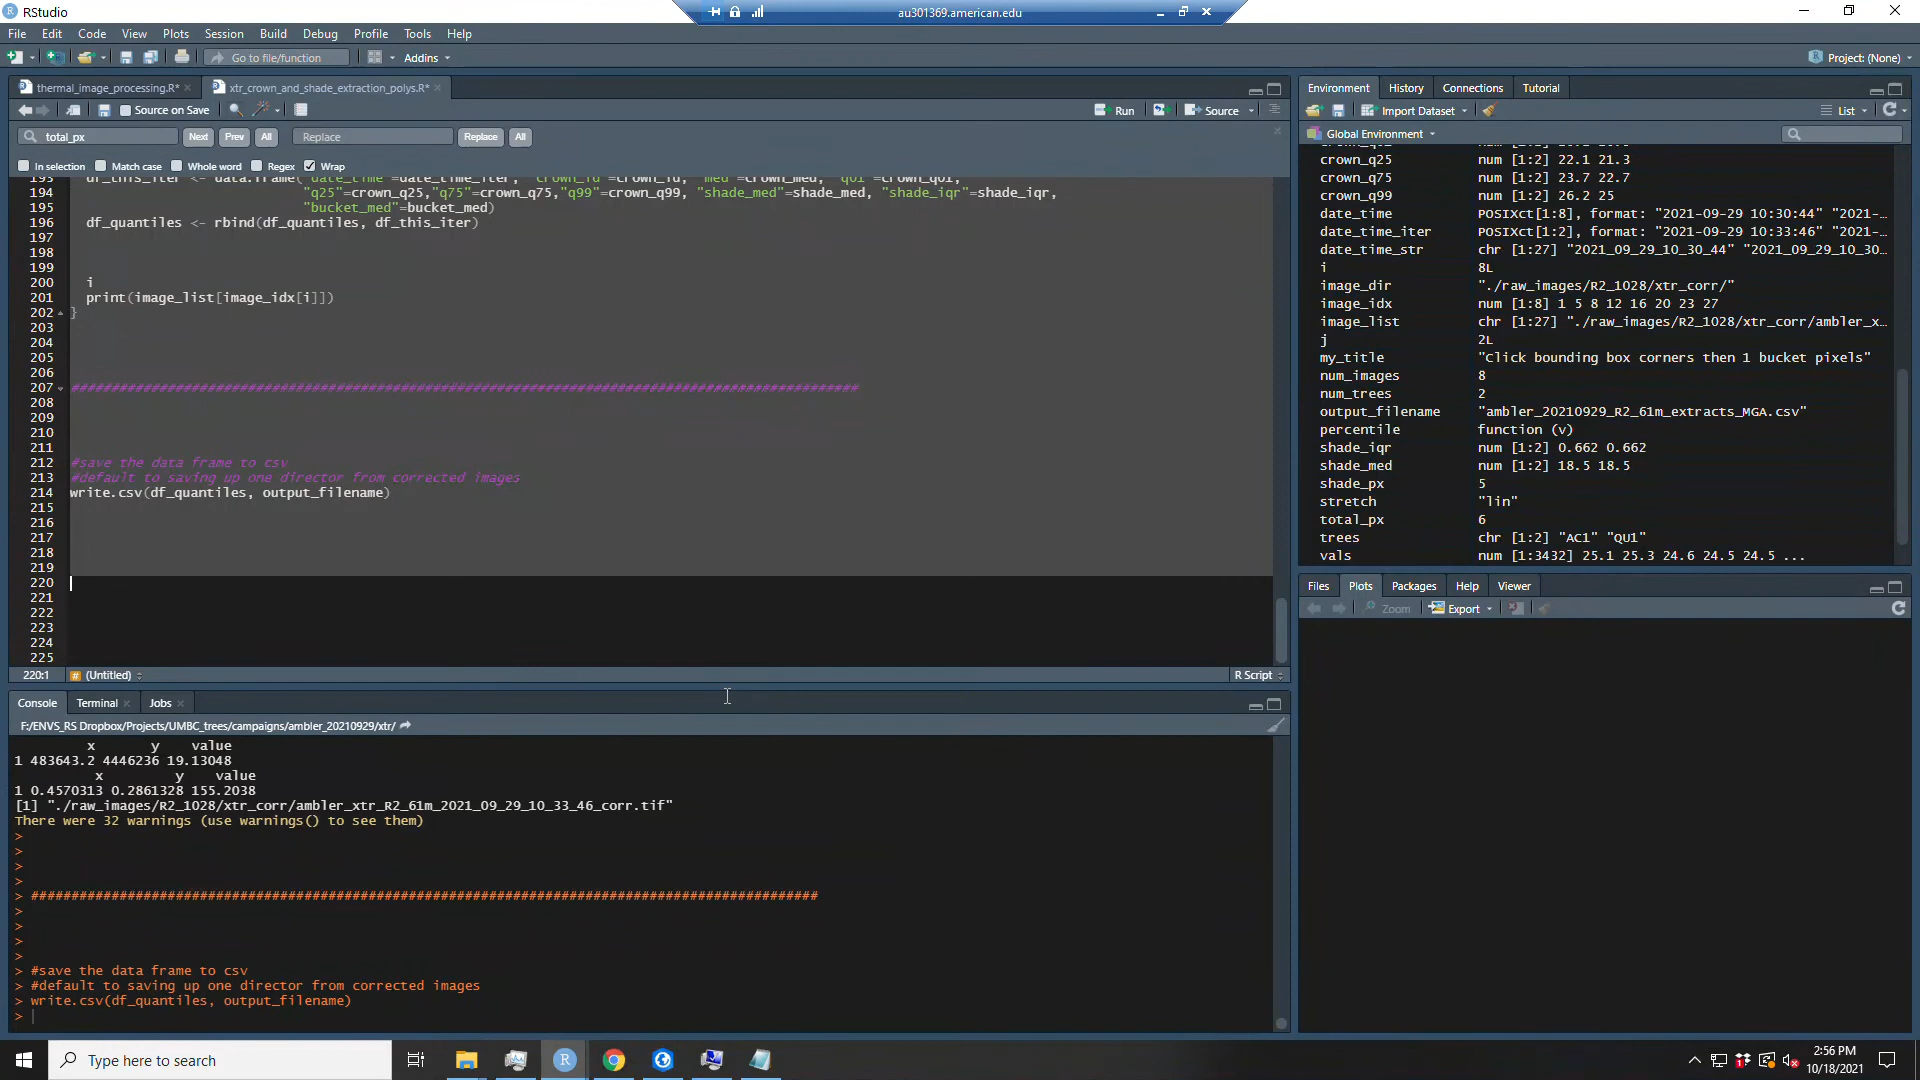 RStudio
au301369.american.edu
File Edit Code View Plots Session Build Debug Profile Tools Help
Go to file/function
Addins
Project: (None)
thermal_image_processing.R*
xtr_crown_and_shade_extraction_polys.R*
Source on Save
Run
Source
total_px
Next
Prev
All
Replace
Replace
All
In selection
Match case
Whole word
Regex
Wrap
193 df_this_iter <- data.frame("date_time"=date_time_iter, "crown_id"=crown_id, "med"=crown_med, "q01"=crown_q01,
194 "q25"=crown_q25,"q75"=crown_q75,"q99"=crown_q99, "shade_med"=shade_med, "shade_iqr"=shade_iqr,
195 "bucket_med"=bucket_med)
196 df_quantiles <- rbind(df_quantiles, df_this_iter)
197
198
199
200 i
201 print(image_list[image_idx[i]])
202 }
203
204
205
206
207 ##################################################################################################
208
209
210
211
212 #save the data frame to csv
213 #default to saving up one director from corrected images
214 write.csv(df_quantiles, output_filename)
215
216
217
218
219
220
221
222
223
224
225
220:1
# (Untitled)
R Script
Console Terminal Jobs
F:/ENVS_RS Dropbox/Projects/UMBC_trees/campaigns/ambler_20210929/xtr/
x y value
1 483643.2 4446236 19.13048
x y value
1 0.4570313 0.2861328 155.2038
[1] "./raw_images/R2_1028/xtr_corr/ambler_xtr_R2_61m_2021_09_29_10_33_46_corr.tif"
There were 32 warnings (use warnings() to see them)
>
>
>
>
> ##################################################################################################
>
>
>
>
> #save the data frame to csv
> #default to saving up one director from corrected images
> write.csv(df_quantiles, output_filename)
>
Environment History Connections Tutorial
Import Dataset
List
Global Environment
crown_q25 num [1:2] 22.1 21.3
crown_q75 num [1:2] 23.7 22.7
crown_q99 num [1:2] 26.2 25
date_time POSIXct[1:8], format: "2021-09-29 10:30:44" "2021-…
date_time_iter POSIXct[1:2], format: "2021-09-29 10:33:46" "2021-…
date_time_str chr [1:27] "2021_09_29_10_30_44" "2021_09_29_10_30…
i 8L
image_dir "./raw_images/R2_1028/xtr_corr/"
image_idx num [1:8] 1 5 8 12 16 20 23 27
image_list chr [1:27] "./raw_images/R2_1028/xtr_corr/ambler_x…
j 2L
my_title "Click bounding box corners then 1 bucket pixels"
num_images 8
num_trees 2
output_filename "ambler_20210929_R2_61m_extracts_MGA.csv"
percentile function (v)
shade_iqr num [1:2] 0.662 0.662
shade_med num [1:2] 18.5 18.5
shade_px 5
stretch "lin"
total_px 6
trees chr [1:2] "AC1" "QU1"
vals num [1:3432] 25.1 25.3 24.6 24.5 24.5 ...
Files Plots Packages Help Viewer
Zoom
Export
Type here to search
2:56 PM
10/18/2021